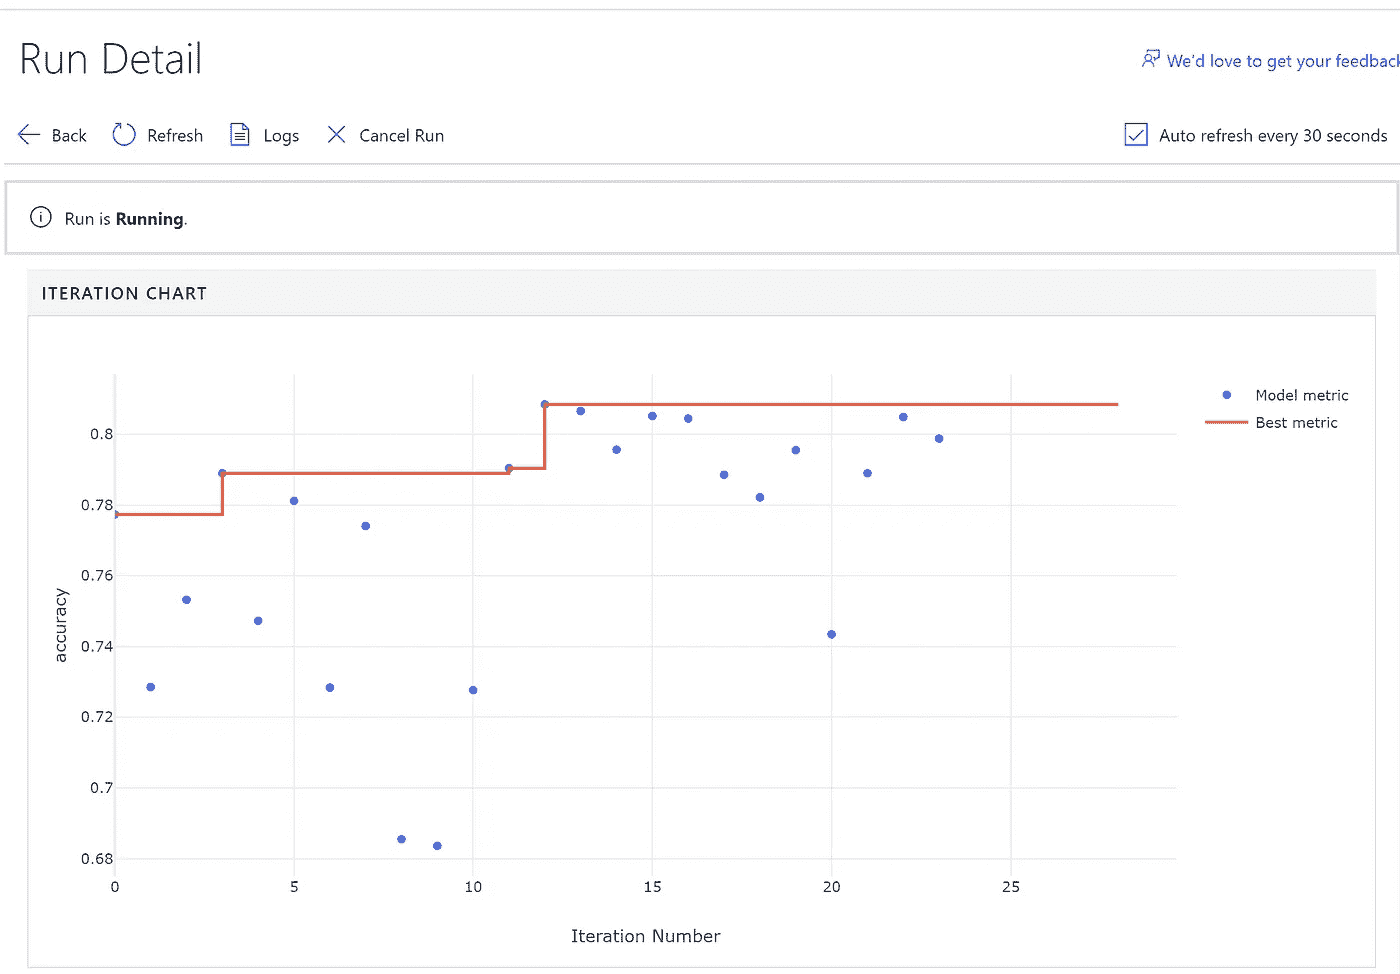 Run Detail
We'd love to get your feedback
Back Refresh Logs Cancel Run Auto refresh every 30 seconds
Run is Running.
ITERATION CHART
Model metric
Best metric
0.8
0.78
0.76
0.74
0.72
0.7
0.68
accuracy
0 5 10 15 20 25
Iteration Number